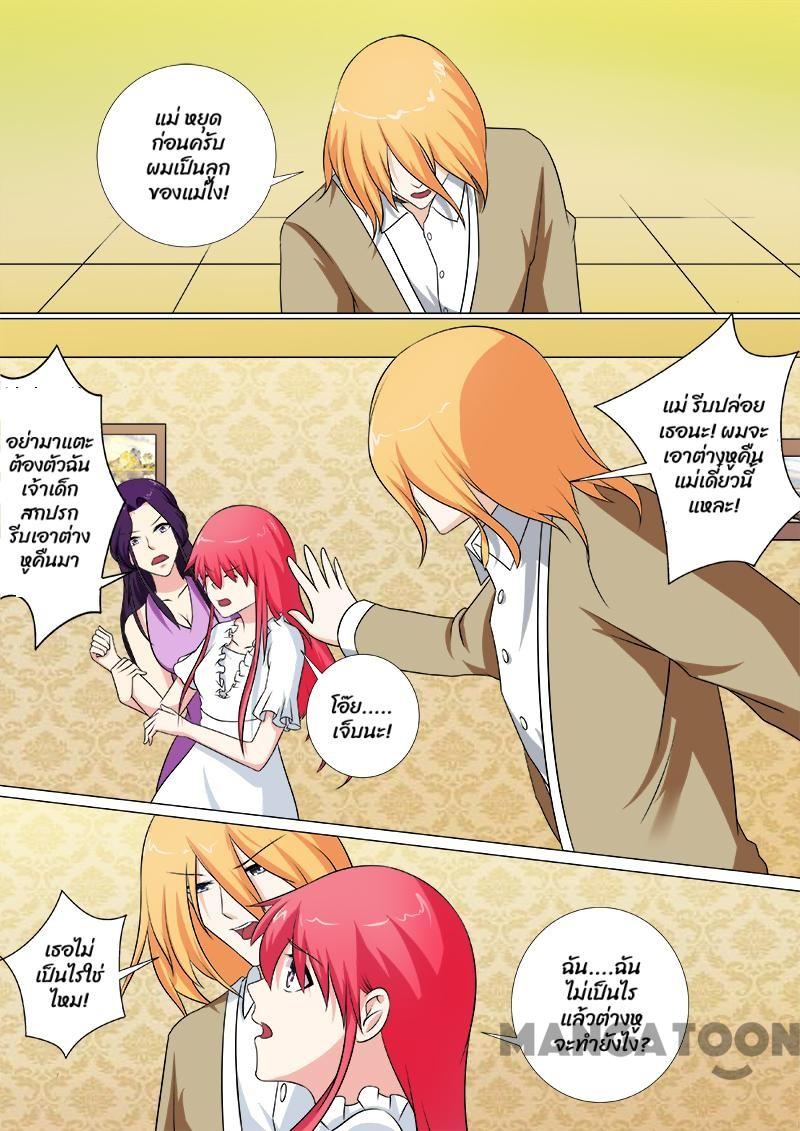 แม่ หยุด
ก่อนครับ
ผมเป็นลูก
ของแม่ไง!
แม่ รีบปล่อย
เธอนะ! ผมจะ
เอาต่างหูคืน
แม่เดี๋ยวนี้
แหละ!
อย่ามาแตะ
ต้องตัวฉัน
เจ้าเด็ก
สกปรก
รีบเอาต่าง
หูคืนมา
โอ๊ย.....
เจ็บนะ!
เธอไม่
เป็นไรใช่
ไหม!
ฉัน....ฉัน
ไม่เป็นไร
แล้วต่างหู
จะทำยังไง?
MANGATOON